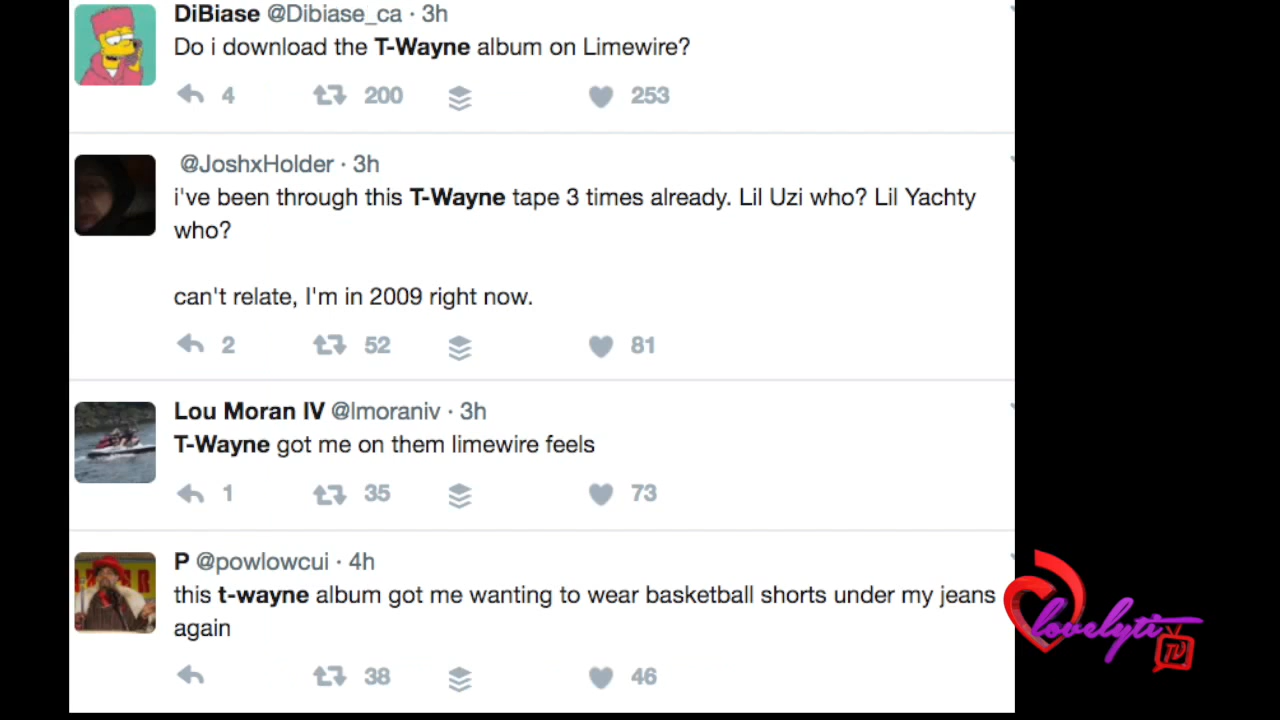 DiBiase @Dibiase_ca · 3h
Do i download the T-Wayne album on Limewire?
4 200 253
@JoshxHolder · 3h
i've been through this T-Wayne tape 3 times already. Lil Uzi who? Lil Yachty
who?
can't relate, I'm in 2009 right now.
2 52 81
Lou Moran IV @lmoraniv · 3h
T-Wayne got me on them limewire feels
1 35 73
P @powlowcui · 4h
this t-wayne album got me wanting to wear basketball shorts under my jeans
again
38 46
lovelyti
TV